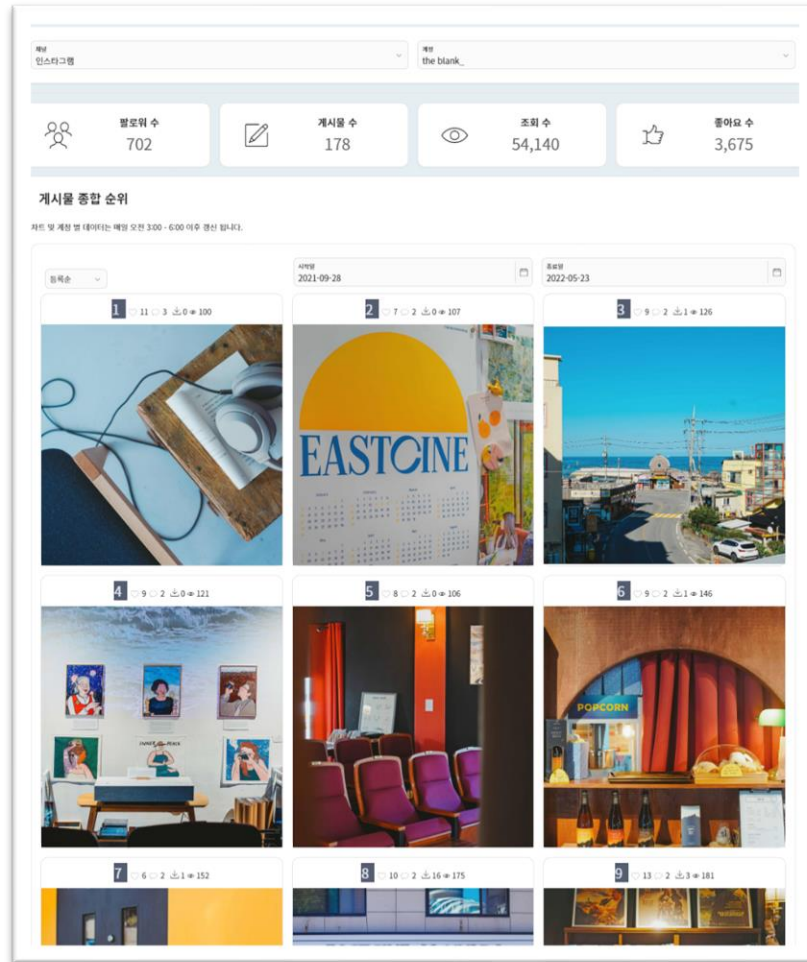 채널
인스타그램
계정
the blank_
팔로워 수
702
게시물 수
178
조회 수
54,140
좋아요 수
3,675
게시물 종합 순위
차트 및 계정 별 데이터는 매일 오전 3:00 - 6:00 이후 갱신 됩니다.
등록순
시작일
2021-09-28
종료일
2022-05-23
1 11 3 0 100
2 7 2 0 107
3 9 2 1 126
EASTCINE
4 9 2 0 121
5 8 2 0 106
6 9 2 1 146
POPCORN
7 6 2 1 152
8 10 2 16 175
9 13 2 3 181